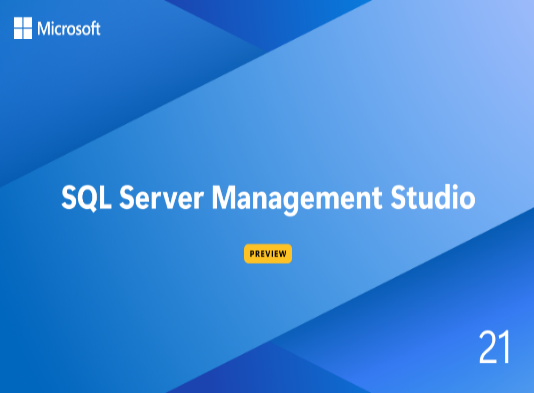 Microsoft
SQL Server Management Studio
PREVIEW
21